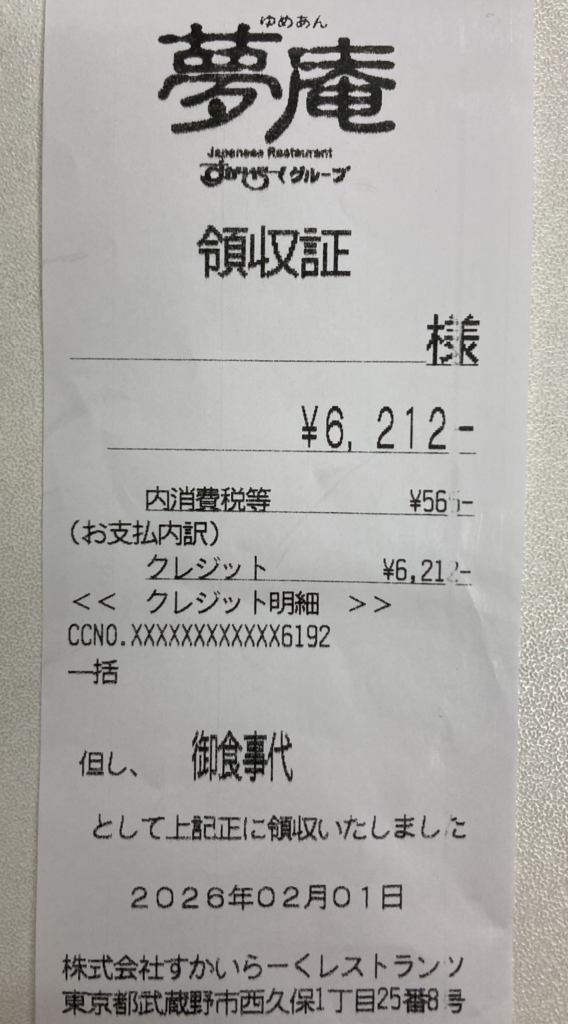 ゆめあん
夢庵
Japanese Restaurant
すかいらーくグループ
領収証
様
¥6,212-
内消費税等 ¥565-
(お支払内訳)
クレジット ¥6,212-
<< クレジット明細 >>
CCNO.XXXXXXXXXXXX6192
一括
但し、 御食事代
として上記正に領収いたしました
2026年02月01日
株式会社すかいらーくレストランツ
東京都武蔵野市西久保1丁目25番8号